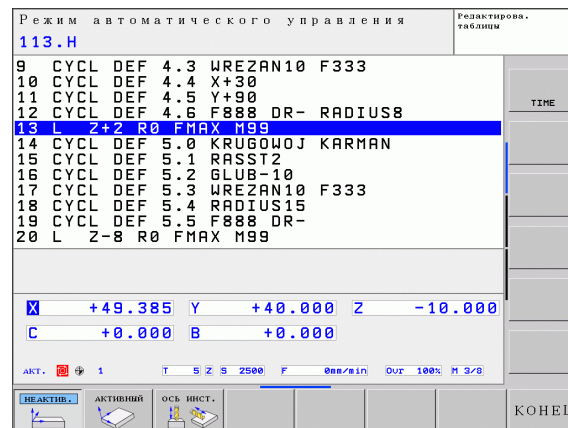 Режим автоматического управления
Редактирова.
таблицы
113.H
9 CYCL DEF 4.3 WREZAN10 F333
10 CYCL DEF 4.4 X+30
11 CYCL DEF 4.5 Y+90
12 CYCL DEF 4.6 F888 DR- RADIUS8
13 L Z+2 R0 FMAX M99
14 CYCL DEF 5.0 KRUGOWOJ KARMAN
15 CYCL DEF 5.1 RASST2
16 CYCL DEF 5.2 GLUB-10
17 CYCL DEF 5.3 WREZAN10 F333
18 CYCL DEF 5.4 RADIUS15
19 CYCL DEF 5.5 F888 DR-
20 L Z-8 R0 FMAX M99
TIME
X +49.385 Y +40.000 Z -10.000
C +0.000 B +0.000
АКТ. 1 T 5 Z S 2500 F 0mm/min Ovr 100% M 3/8
НЕАКТИВ. АКТИВНЫЙ ОСЬ ИНСТ.
КОНЕЦ